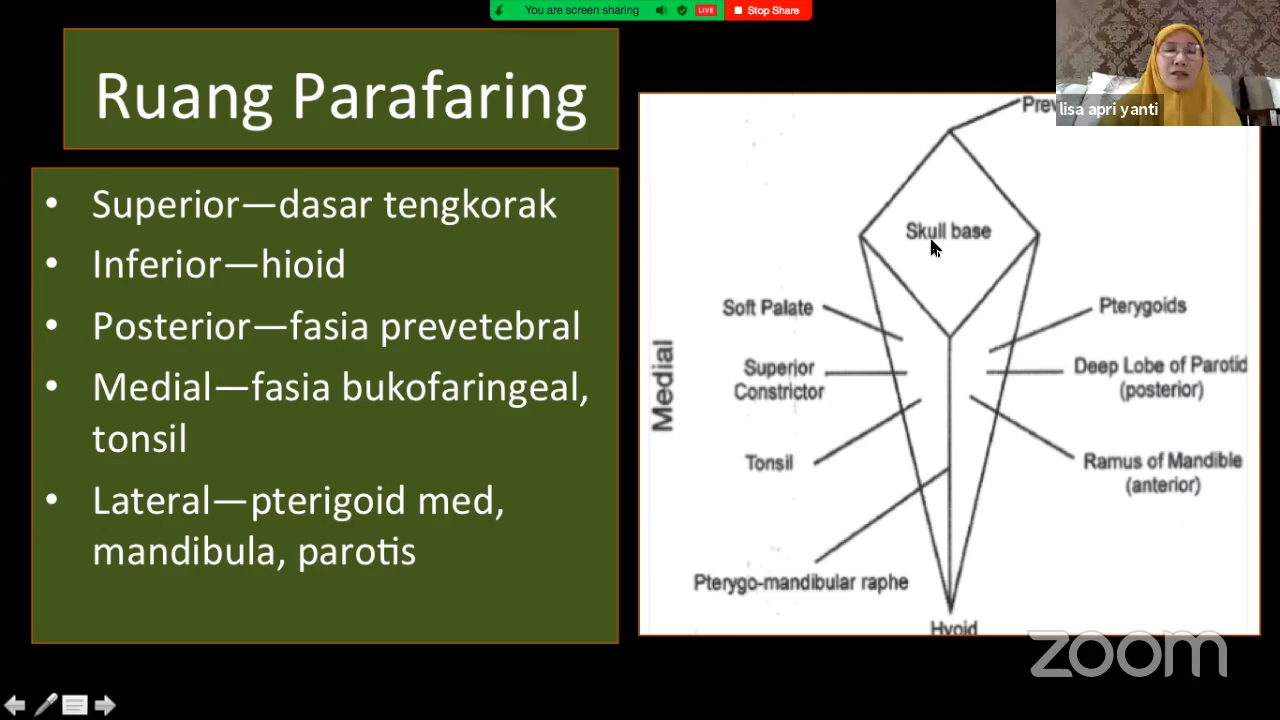 You are screen sharing
LIVE
Stop Share
Ruang Parafaring
lisa apri yanti
• Superior—dasar tengkorak
• Inferior—hioid
• Posterior—fasia prevetebral
• Medial—fasia bukofaringeal,
tonsil
• Lateral—pterigoid med,
mandibula, parotis
Skull base
Soft Palate
Pterygoids
Medial
Superior
Constrictor
Deep Lobe of Parotid
(posterior)
Tonsil
Ramus of Mandible
(anterior)
Pterygo-mandibular raphe
Hyoid
zoom